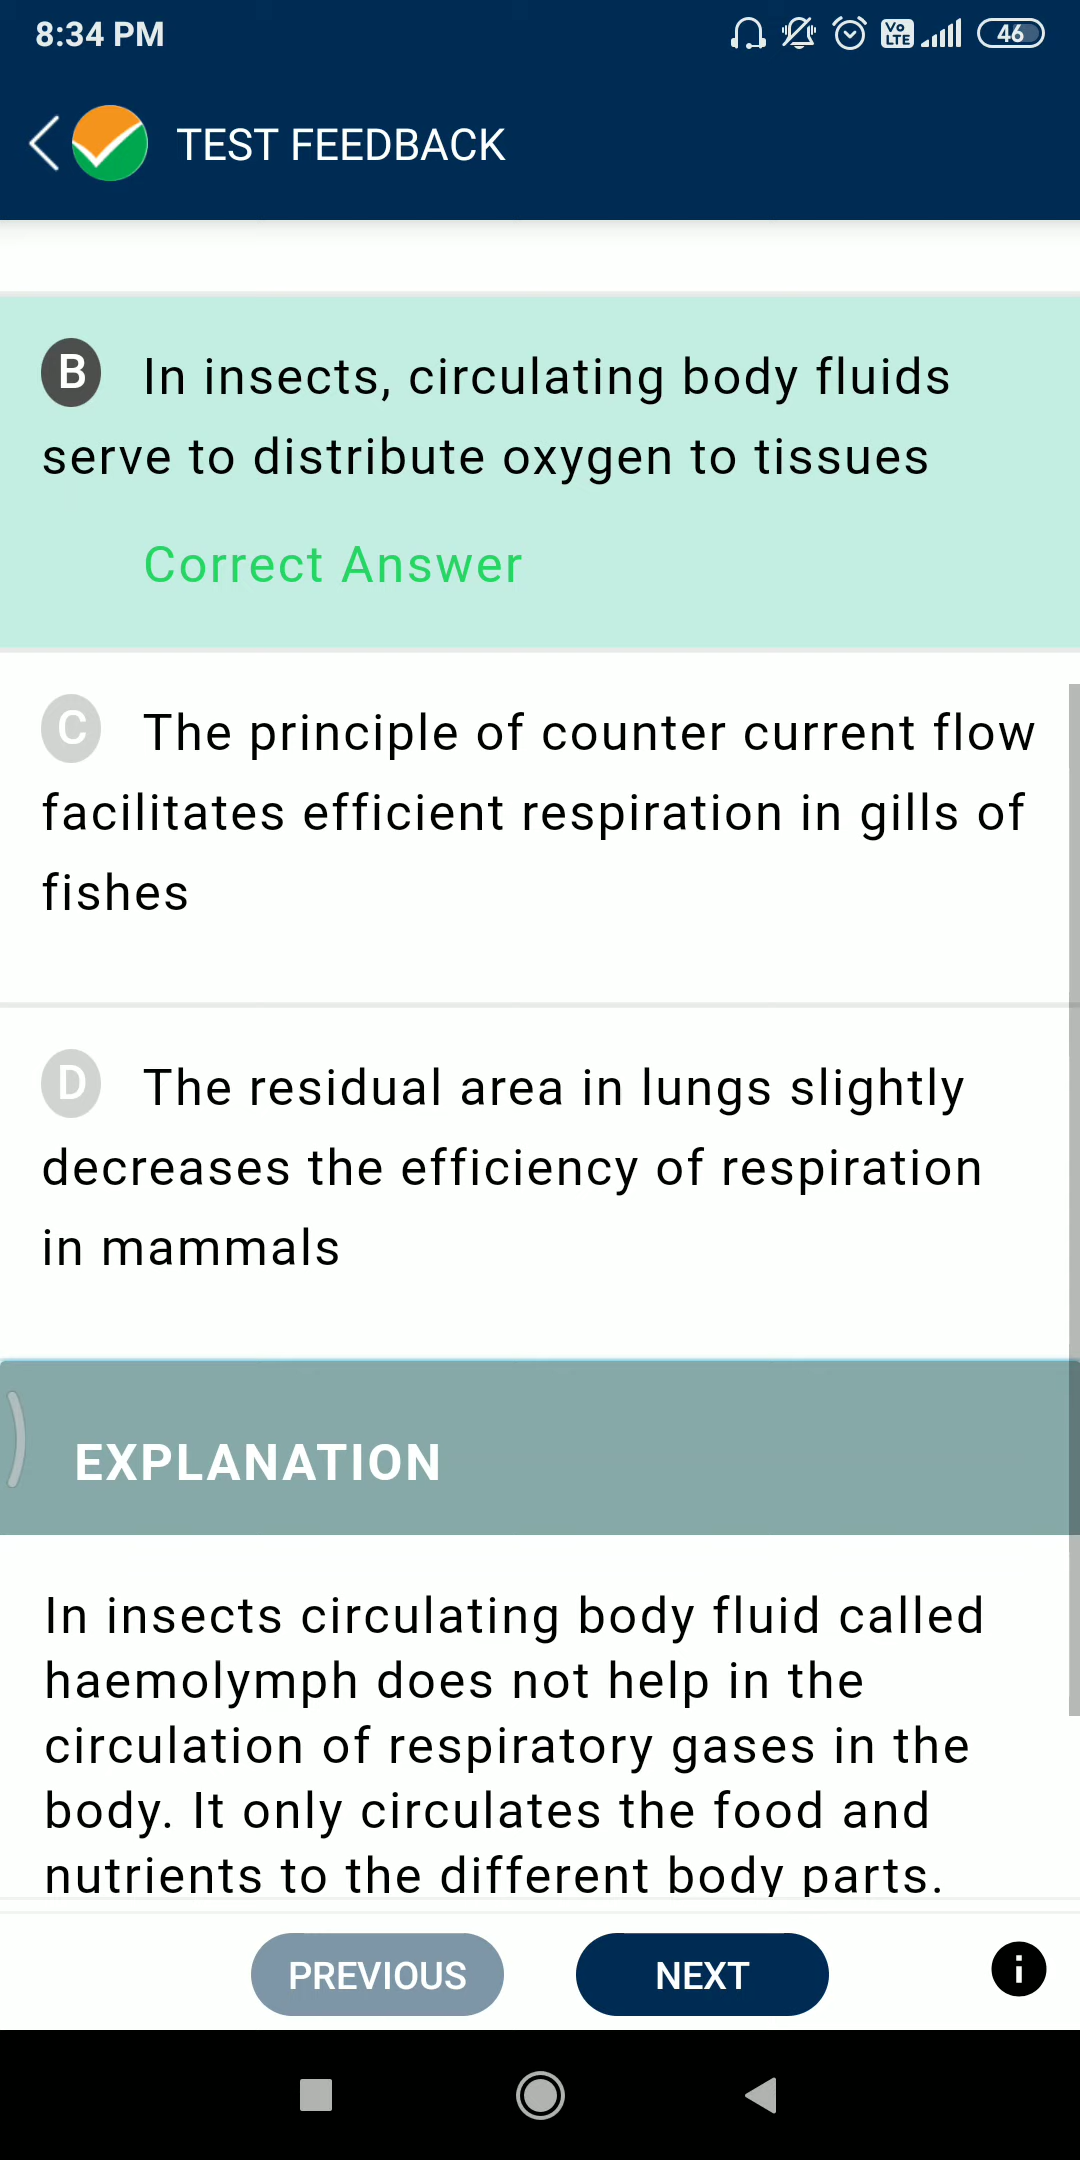 8:34 PM
Vo LTE
46
TEST FEEDBACK
B In insects, circulating body fluids
serve to distribute oxygen to tissues
Correct Answer
C The principle of counter current flow
facilitates efficient respiration in gills of
fishes
D The residual area in lungs slightly
decreases the efficiency of respiration
in mammals
EXPLANATION
In insects circulating body fluid called
haemolymph does not help in the
circulation of respiratory gases in the
body. It only circulates the food and
nutrients to the different body parts.
PREVIOUS
NEXT
i